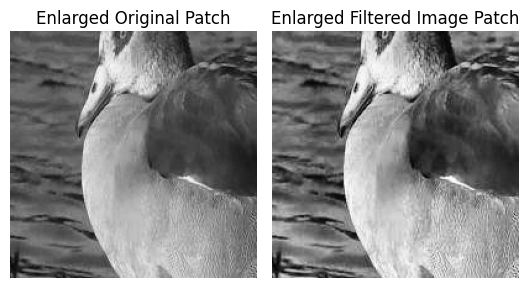 Enlarged Original Patch
Enlarged Filtered Image Patch